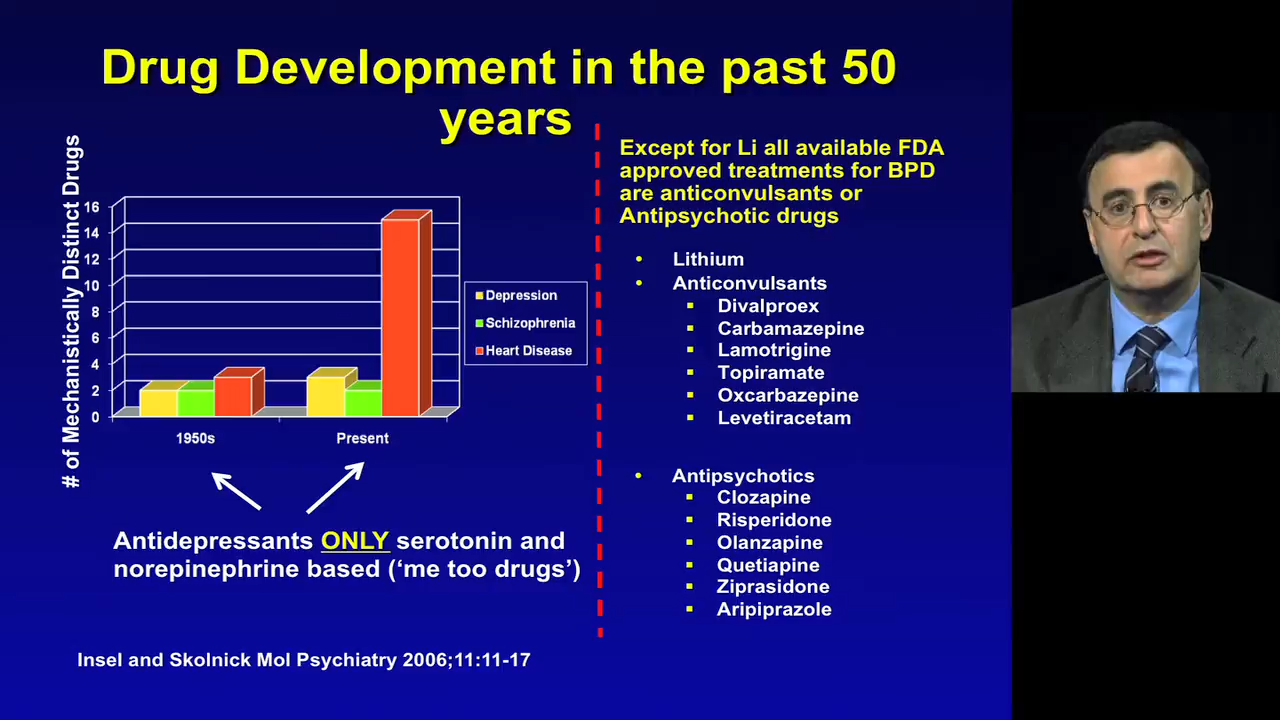 Drug Development in the past 50
years
# of Mechanistically Distinct Drugs
16
14
12
10
8
6
4
2
0
1950s
Present
Depression
Schizophrenia
Heart Disease
Antidepressants ONLY serotonin and
norepinephrine based (‘me too drugs’)
Insel and Skolnick Mol Psychiatry 2006;11:11-17
Except for Li all available FDA
approved treatments for BPD
are anticonvulsants or
Antipsychotic drugs
• Lithium
• Anticonvulsants
▪ Divalproex
▪ Carbamazepine
▪ Lamotrigine
▪ Topiramate
▪ Oxcarbazepine
▪ Levetiracetam
• Antipsychotics
▪ Clozapine
▪ Risperidone
▪ Olanzapine
▪ Quetiapine
▪ Ziprasidone
▪ Aripiprazole